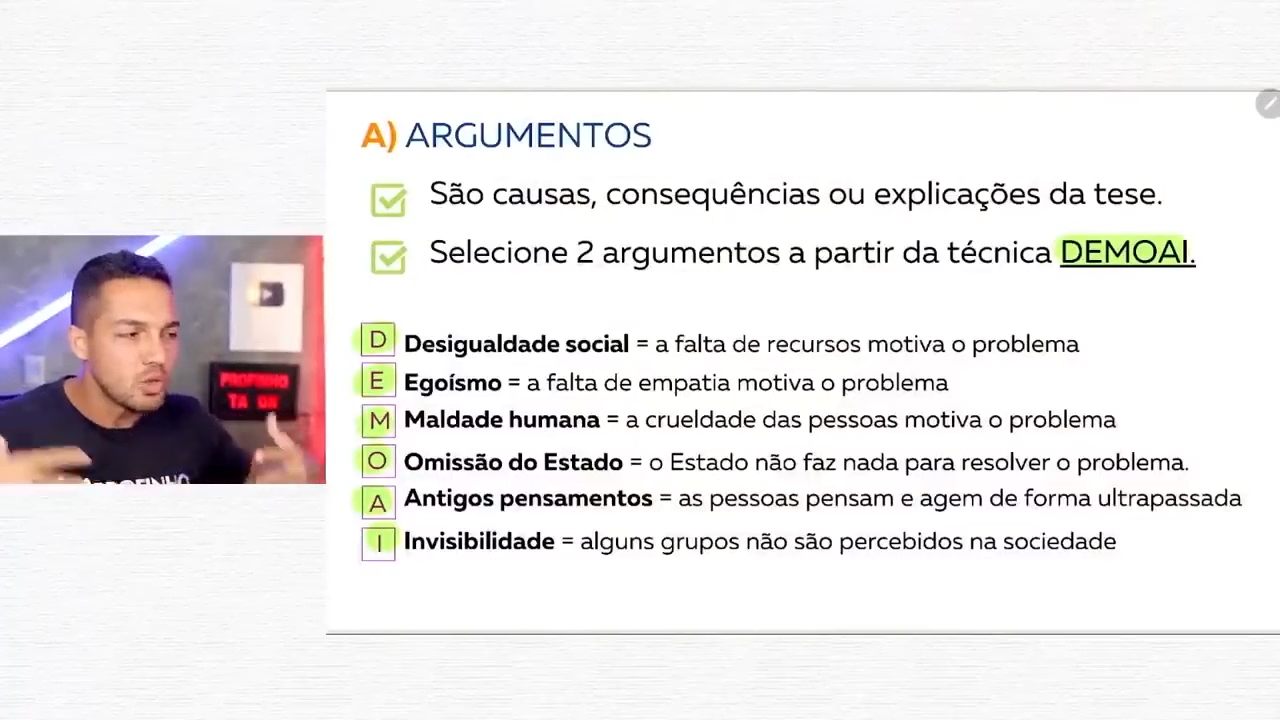 A) ARGUMENTOS
São causas, consequências ou explicações da tese.
Selecione 2 argumentos a partir da técnica DEMOAI.
D Desigualdade social = a falta de recursos motiva o problema
E Egoísmo = a falta de empatia motiva o problema
M Maldade humana = a crueldade das pessoas motiva o problema
O Omissão do Estado = o Estado não faz nada para resolver o problema.
A Antigos pensamentos = as pessoas pensam e agem de forma ultrapassada
I Invisibilidade = alguns grupos não são percebidos na sociedade
PROFINHO
TA ON